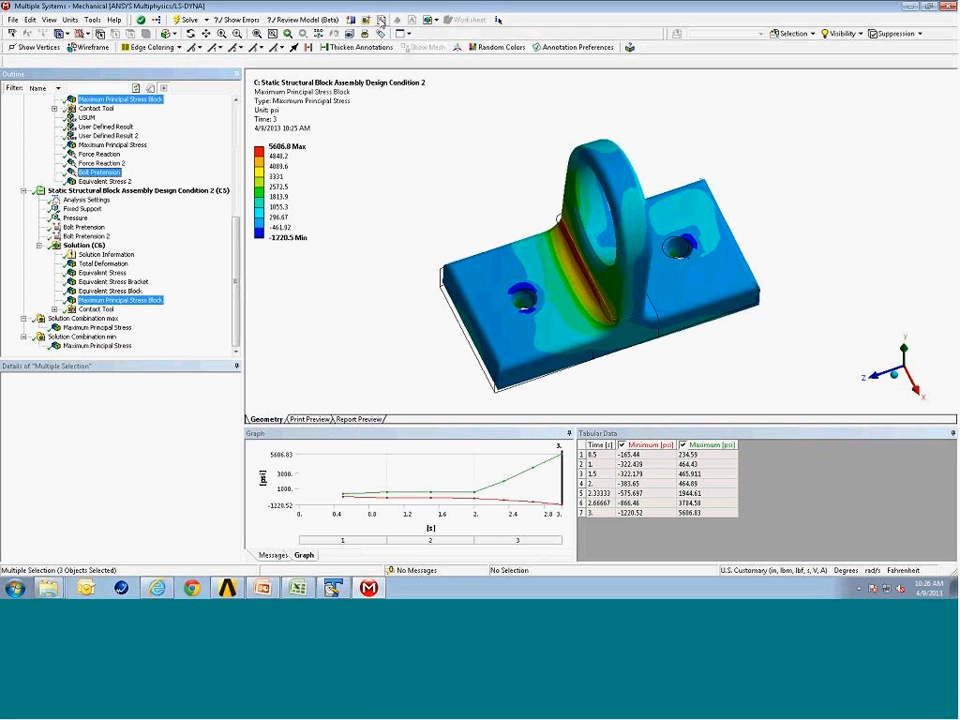 Multiple Systems - Mechanical [ANSYS Multiphysics/LS-DYNA]
File Edit View Units Tools Help Solve ?/Show Errors ?/Review Model (Beta) A Worksheet
Selection Visibility Suppression
Show Vertices Wireframe Edge Coloring Thicken Annotations Show Mesh Random Colors Annotation Preferences
Outline
Filter: Name
Maximum Principal Stress Block
Contact Tool
USUM
User Defined Result
User Defined Result 2
Maximum Principal Stress
Force Reaction
Force Reaction 2
Bolt Pretension
Equivalent Stress 2
Static Structural Block Assembly Design Condition 2 (C5)
Analysis Settings
Fixed Support
Pressure
Bolt Pretension
Bolt Pretension 2
Solution (C6)
Solution Information
Total Deformation
Equivalent Stress
Equivalent Stress Bracket
Equivalent Stress Block
Maximum Principal Stress Block
Contact Tool
Solution Combination max
Maximum Principal Stress
Solution Combination min
Maximum Principal Stress
Details of "Multiple Selection"
C: Static Structural Block Assembly Design Condition 2
Maximum Principal Stress Block
Type: Maximum Principal Stress
Unit: psi
Time: 3
4/9/2013 10:25 AM
5606.8 Max
4848.2
4089.6
3331
2572.5
1813.9
1055.3
296.67
-461.92
-1220.5 Min
Y
Z
X
Geometry Print Preview Report Preview
Graph
3.
5606.83
3000.
1000.
-1220.52
[psi]
0. 0.4 0.8 1.2 1.6 2. 2.4 2.8 3.
[s]
1 2 3
Messages Graph
Tabular Data
Time [s] Minimum [psi] Maximum [psi]
1 0.5 -165.44 234.59
2 1. -322.439 464.43
3 1.5 -322.179 465.911
4 2. -383.65 464.89
5 2.33333 -575.697 1944.61
6 2.66667 -866.46 3784.58
7 3. -1220.52 5606.83
Multiple Selection (3 Objects Selected) No Messages No Selection U.S. Customary (in, lbm, lbf, s, V, A) Degrees rad/s Fahrenheit
10:26 AM
4/9/2013